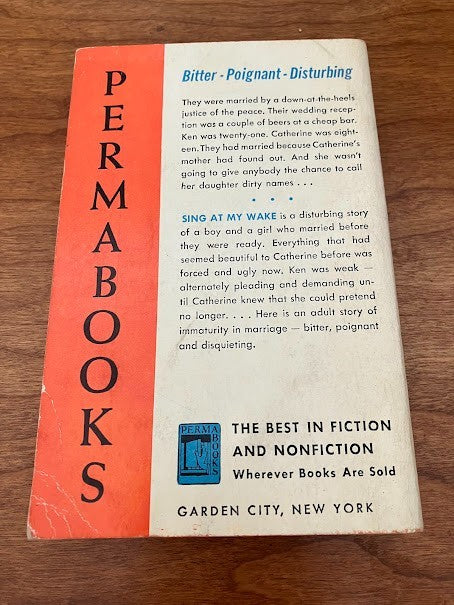 PERMABOOKS
Bitter - Poignant - Disturbing
They were married by a down-at-the-heels
justice of the peace. Their wedding recep-
tion was a couple of beers at a cheap bar.
Ken was twenty-one. Catherine was eight-
een. They had married because Catherine's
mother had found out. And she wasn't
going to give anybody the chance to call
her daughter dirty names . . .
• • •
SING AT MY WAKE is a disturbing story
of a boy and a girl who married before
they were ready. Everything that had
seemed beautiful to Catherine before was
forced and ugly now. Ken was weak —
alternately pleading and demanding un-
til Catherine knew that she could pretend
no longer. . . . Here is an adult story of
immaturity in marriage — bitter, poignant
and disquieting.
PERMA
BOOKS
THE BEST IN FICTION
AND NONFICTION
Wherever Books Are Sold
GARDEN CITY, NEW YORK